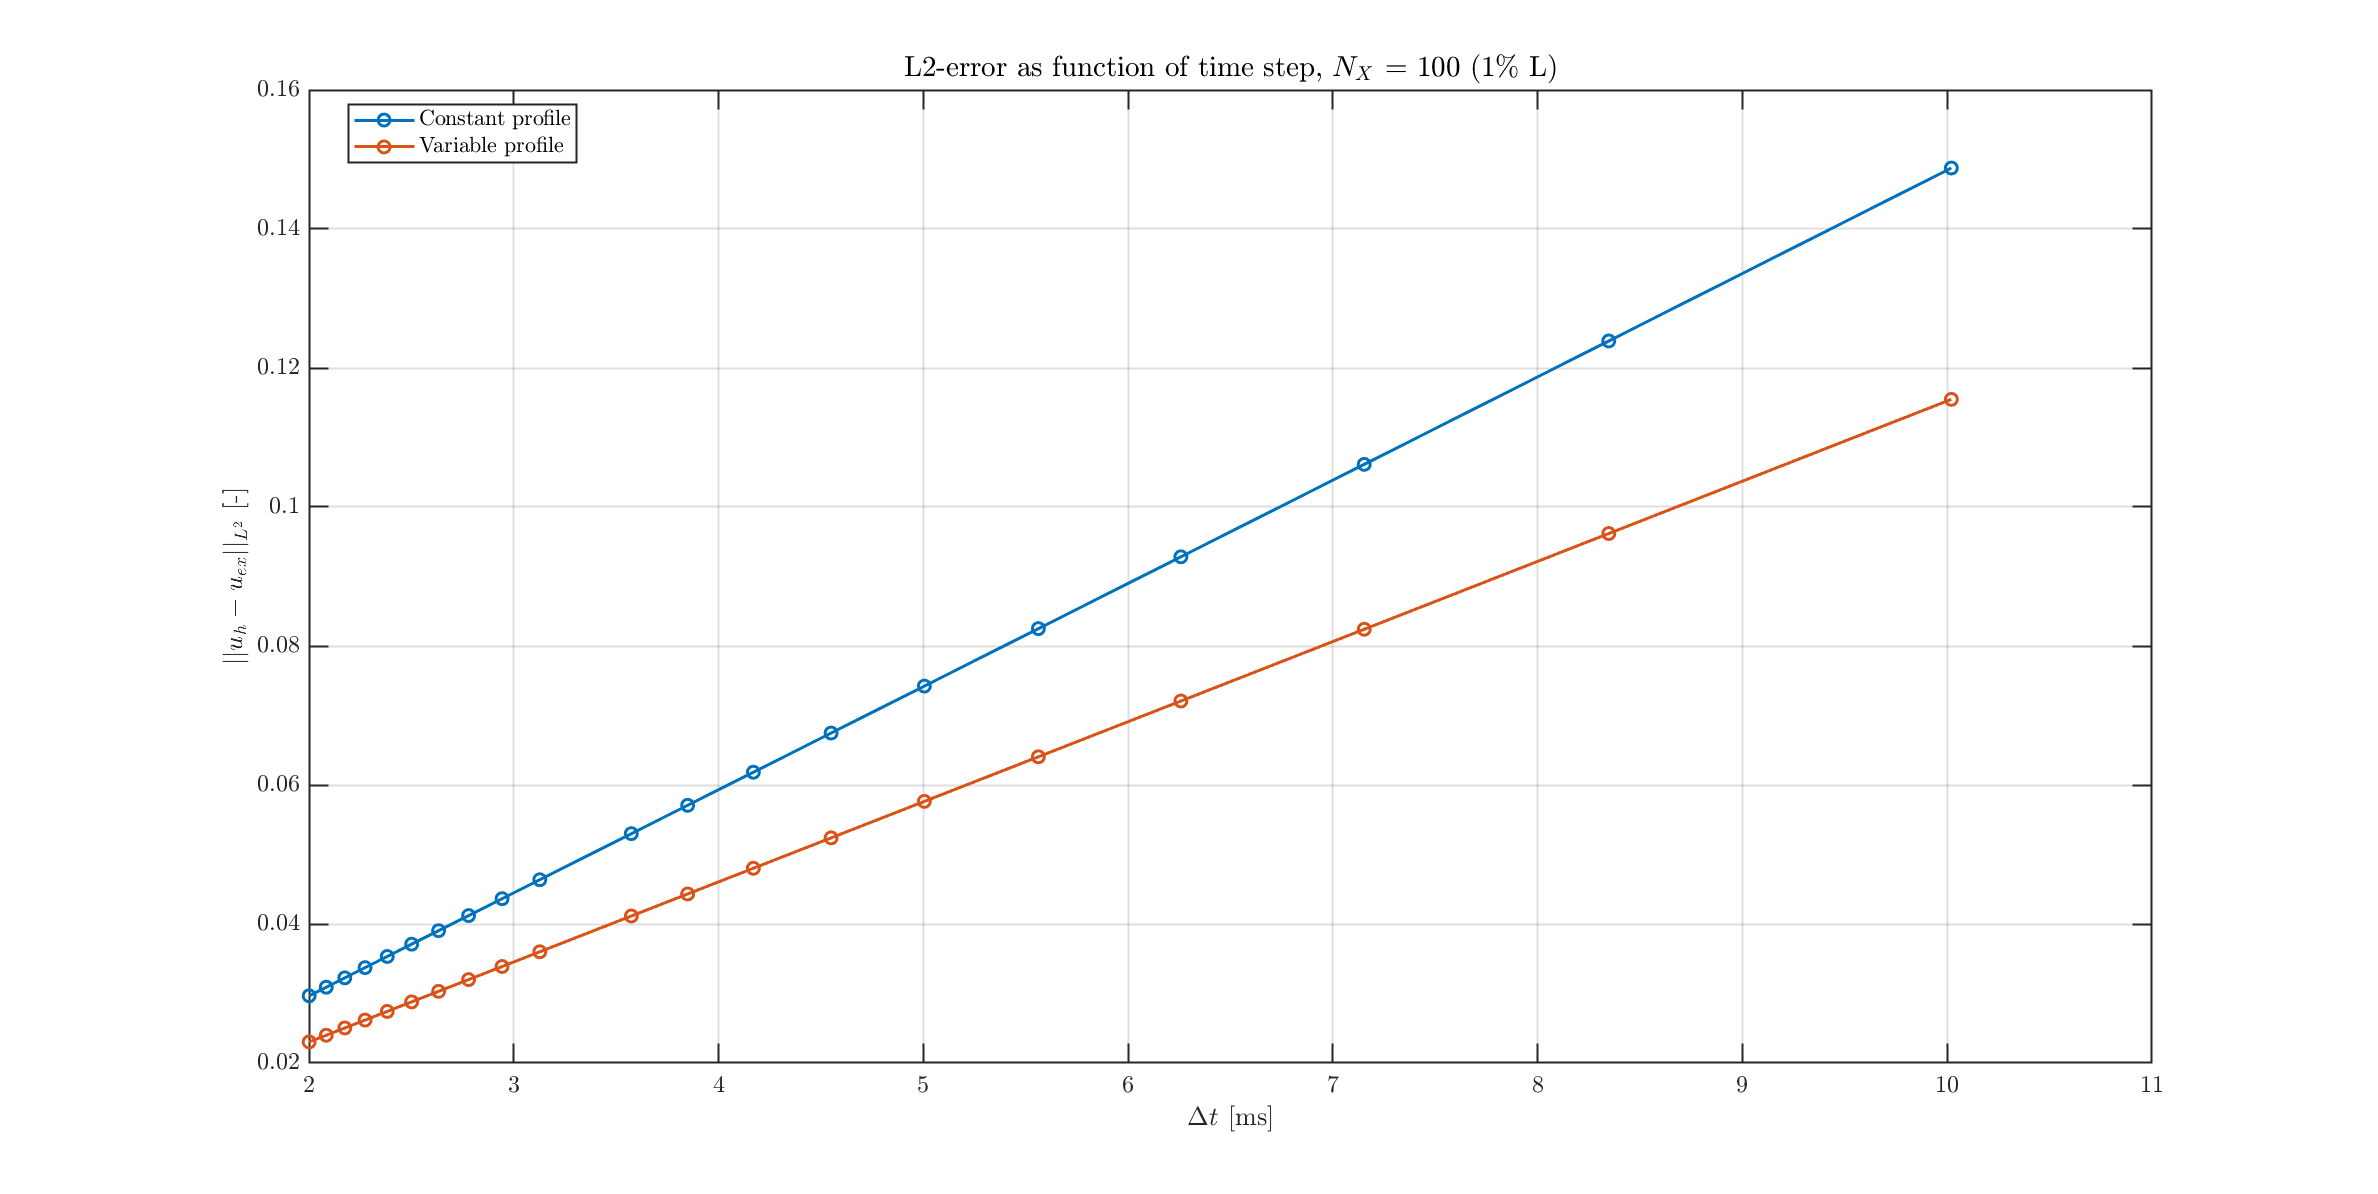 L2-error as function of time step, $N_X$ = 100 (1% L)
Constant profile
Variable profile
0.16
0.14
0.12
0.1
0.08
0.06
0.04
0.02
$||u_h - u_{ex}||_{L^2}$ [-]
2 3 4 5 6 7 8 9 10 11
Δt [ms]